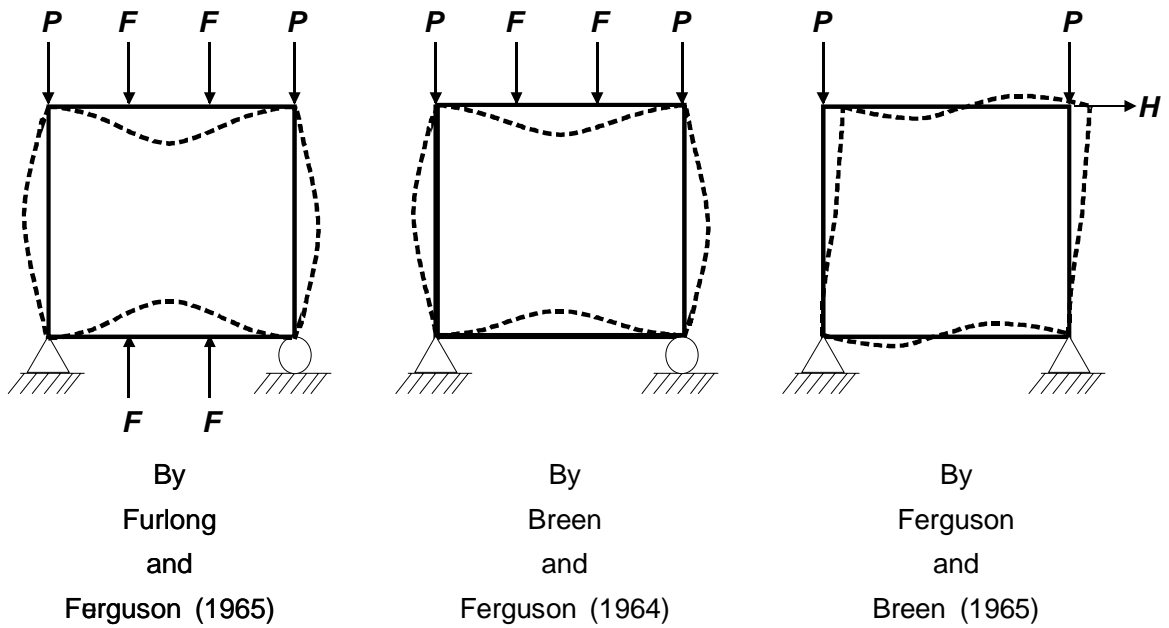 P F F P
F F
By
Furlong
and
Ferguson (1965)
P F F P
By
Breen
and
Ferguson (1964)
P P
H
By
Ferguson
and
Breen (1965)